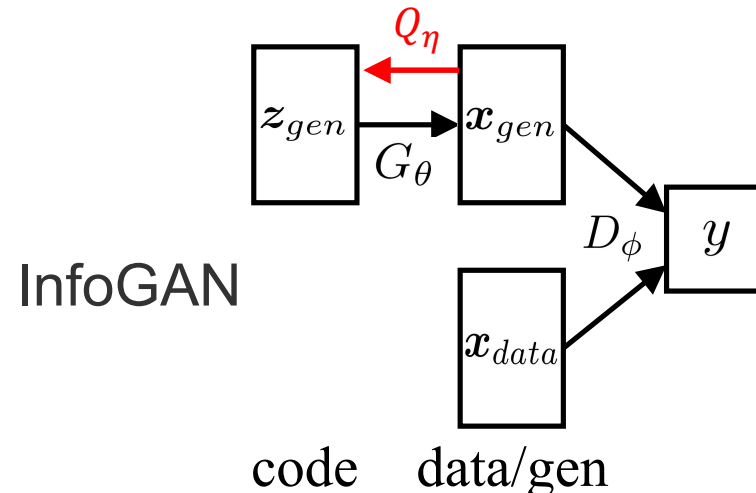 Q_η
z_gen
x_gen
G_θ
D_ϕ
y
InfoGAN
x_data
code
data/gen